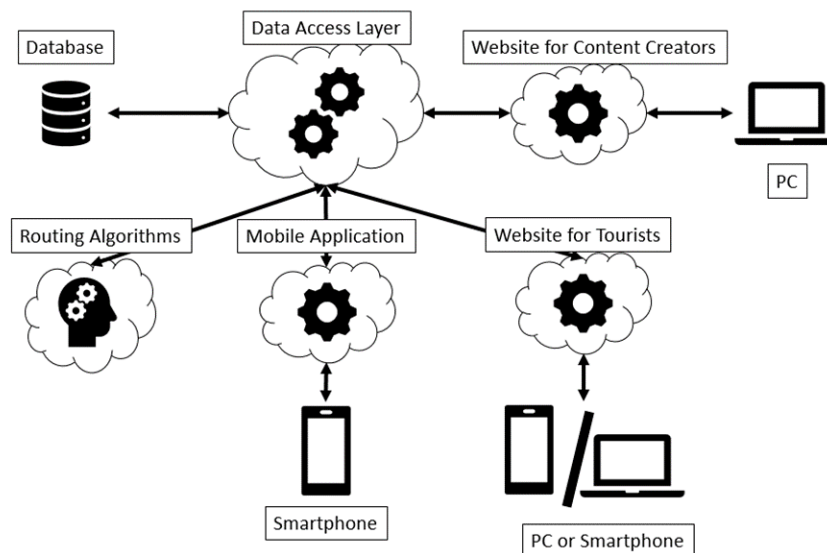 Database
Data Access Layer
Website for Content Creators
PC
Routing Algorithms
Mobile Application
Website for Tourists
Smartphone
PC or Smartphone